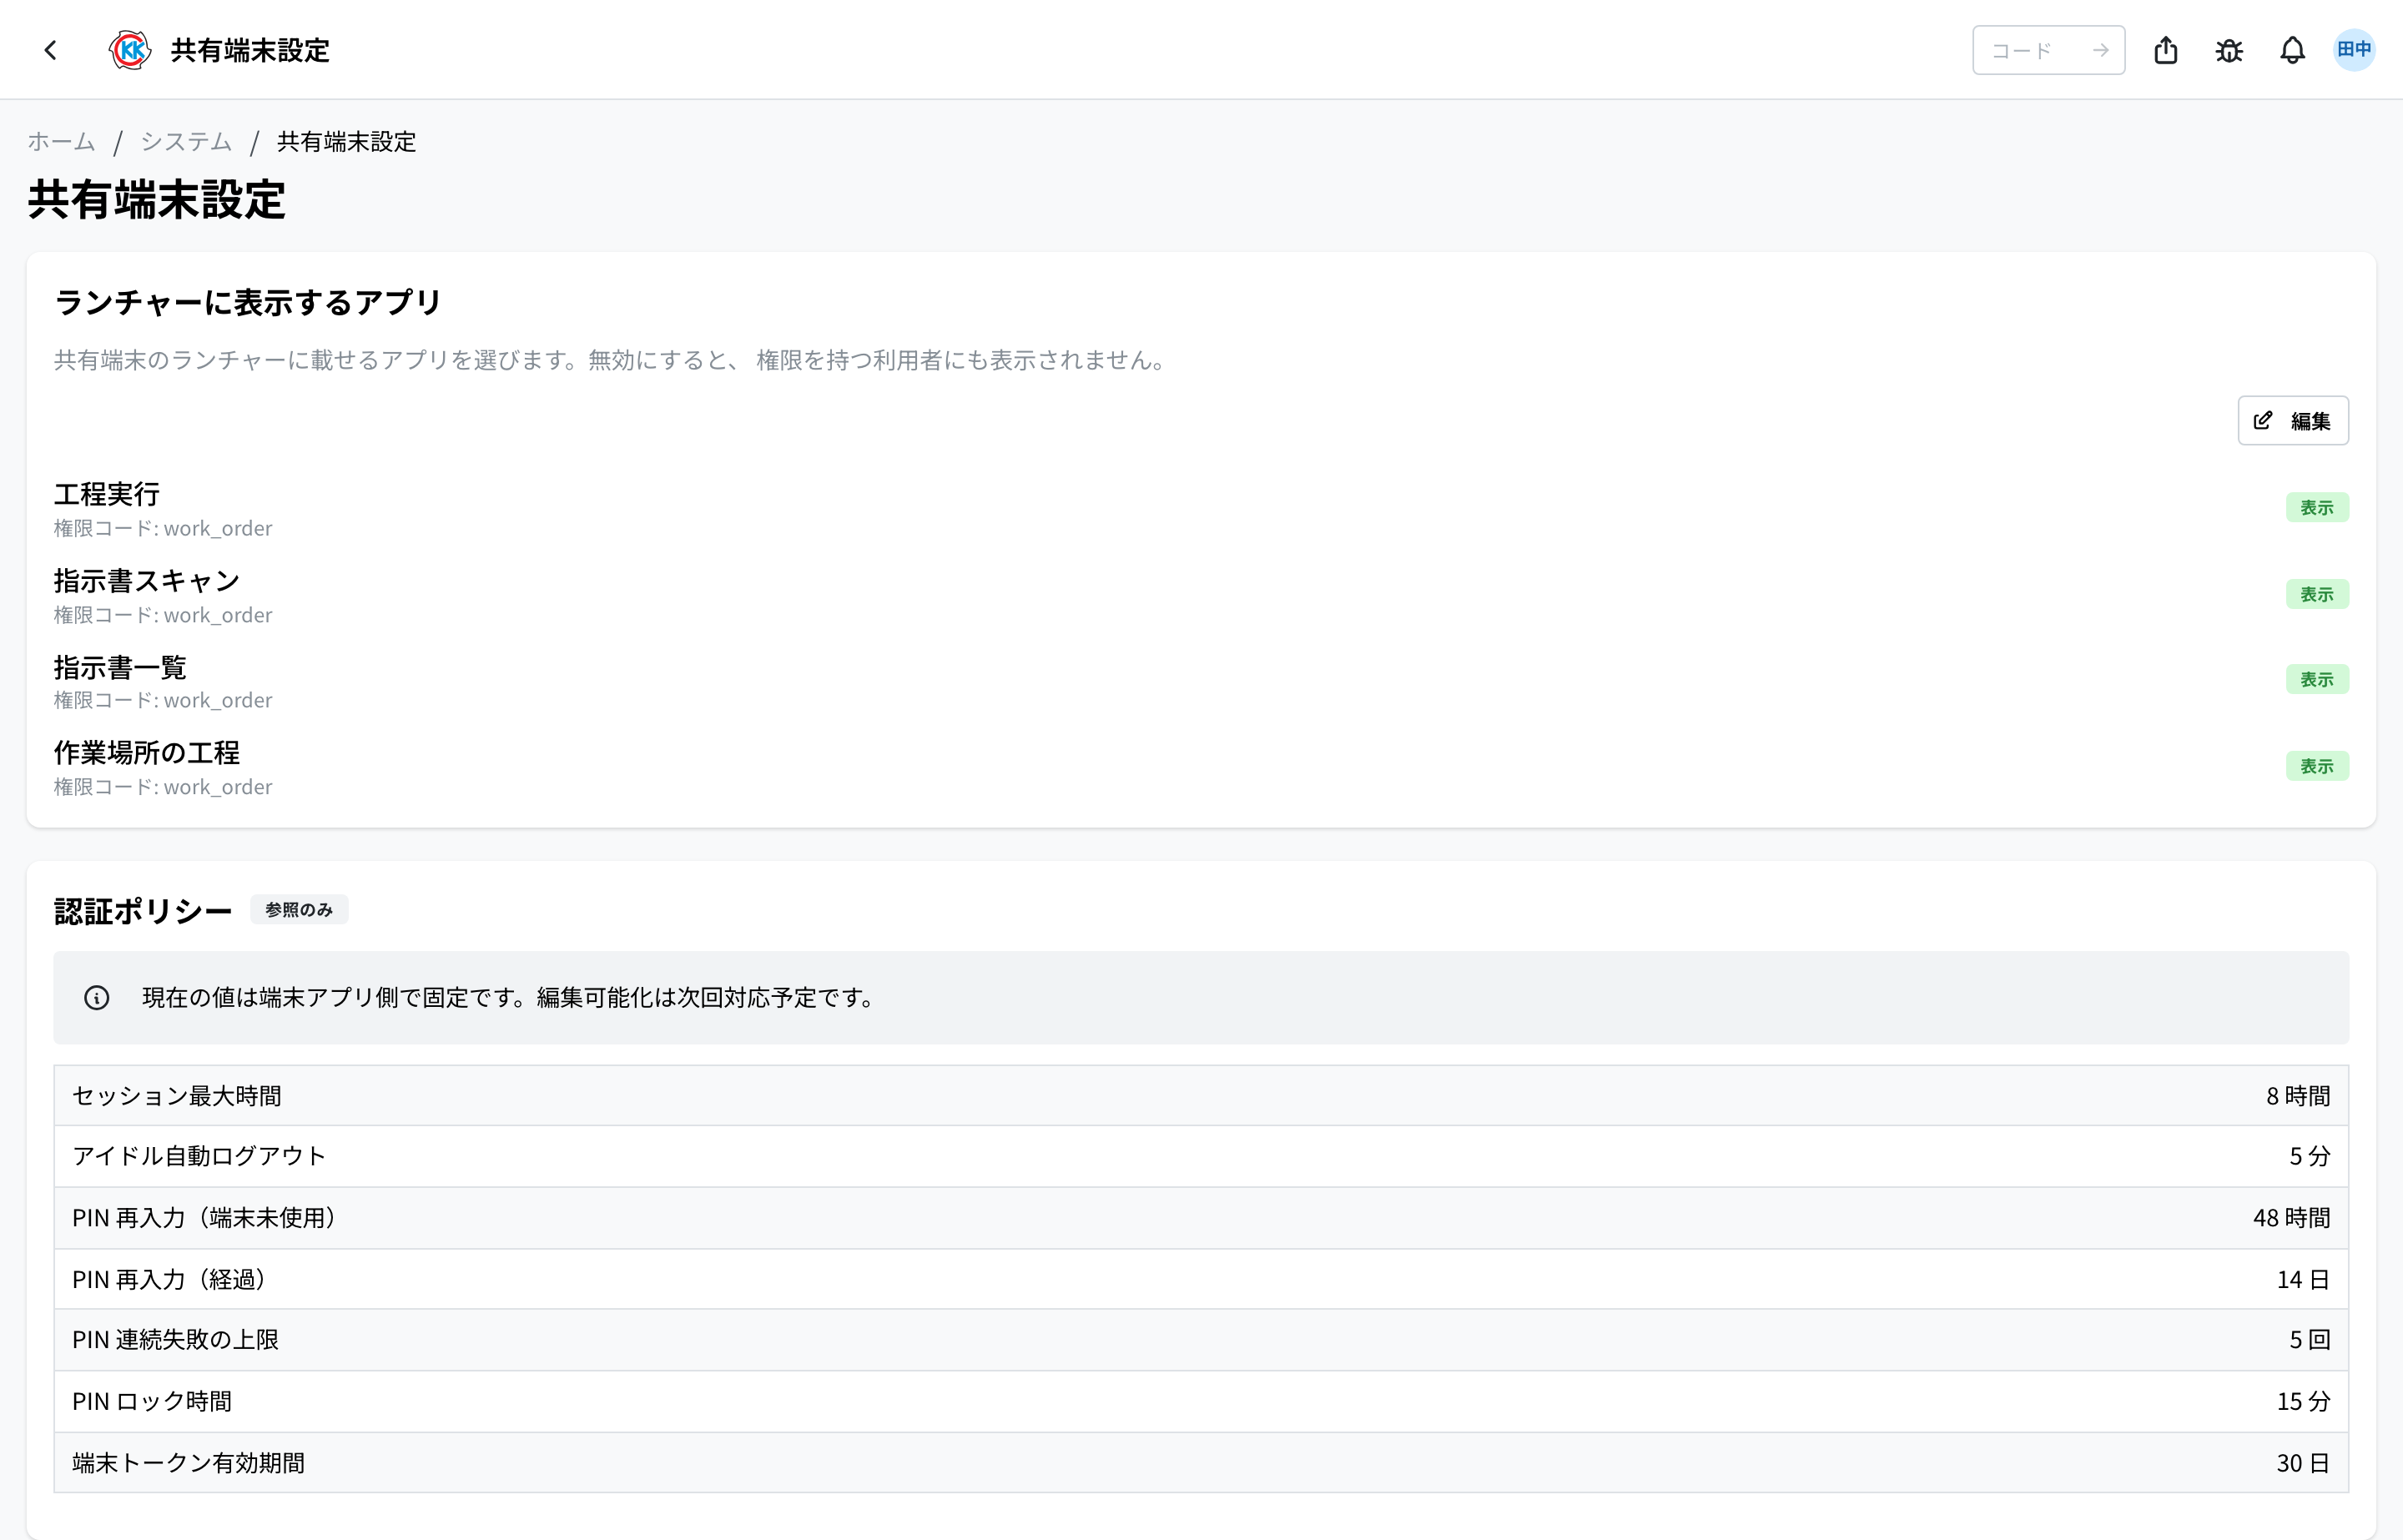 KK 共有端末設定
コード
田中
ホーム / システム / 共有端末設定
共有端末設定
ランチャーに表示するアプリ
共有端末のランチャーに載せるアプリを選びます。無効にすると、 権限を持つ利用者にも表示されません。
編集
工程実行
権限コード: work_order
表示
指示書スキャン
権限コード: work_order
表示
指示書一覧
権限コード: work_order
表示
作業場所の工程
権限コード: work_order
表示
認証ポリシー 参照のみ
現在の値は端末アプリ側で固定です。編集可能化は次回対応予定です。
セッション最大時間 8 時間
アイドル自動ログアウト 5 分
PIN 再入力（端末未使用） 48 時間
PIN 再入力（経過） 14 日
PIN 連続失敗の上限 5 回
PIN ロック時間 15 分
端末トークン有効期間 30 日